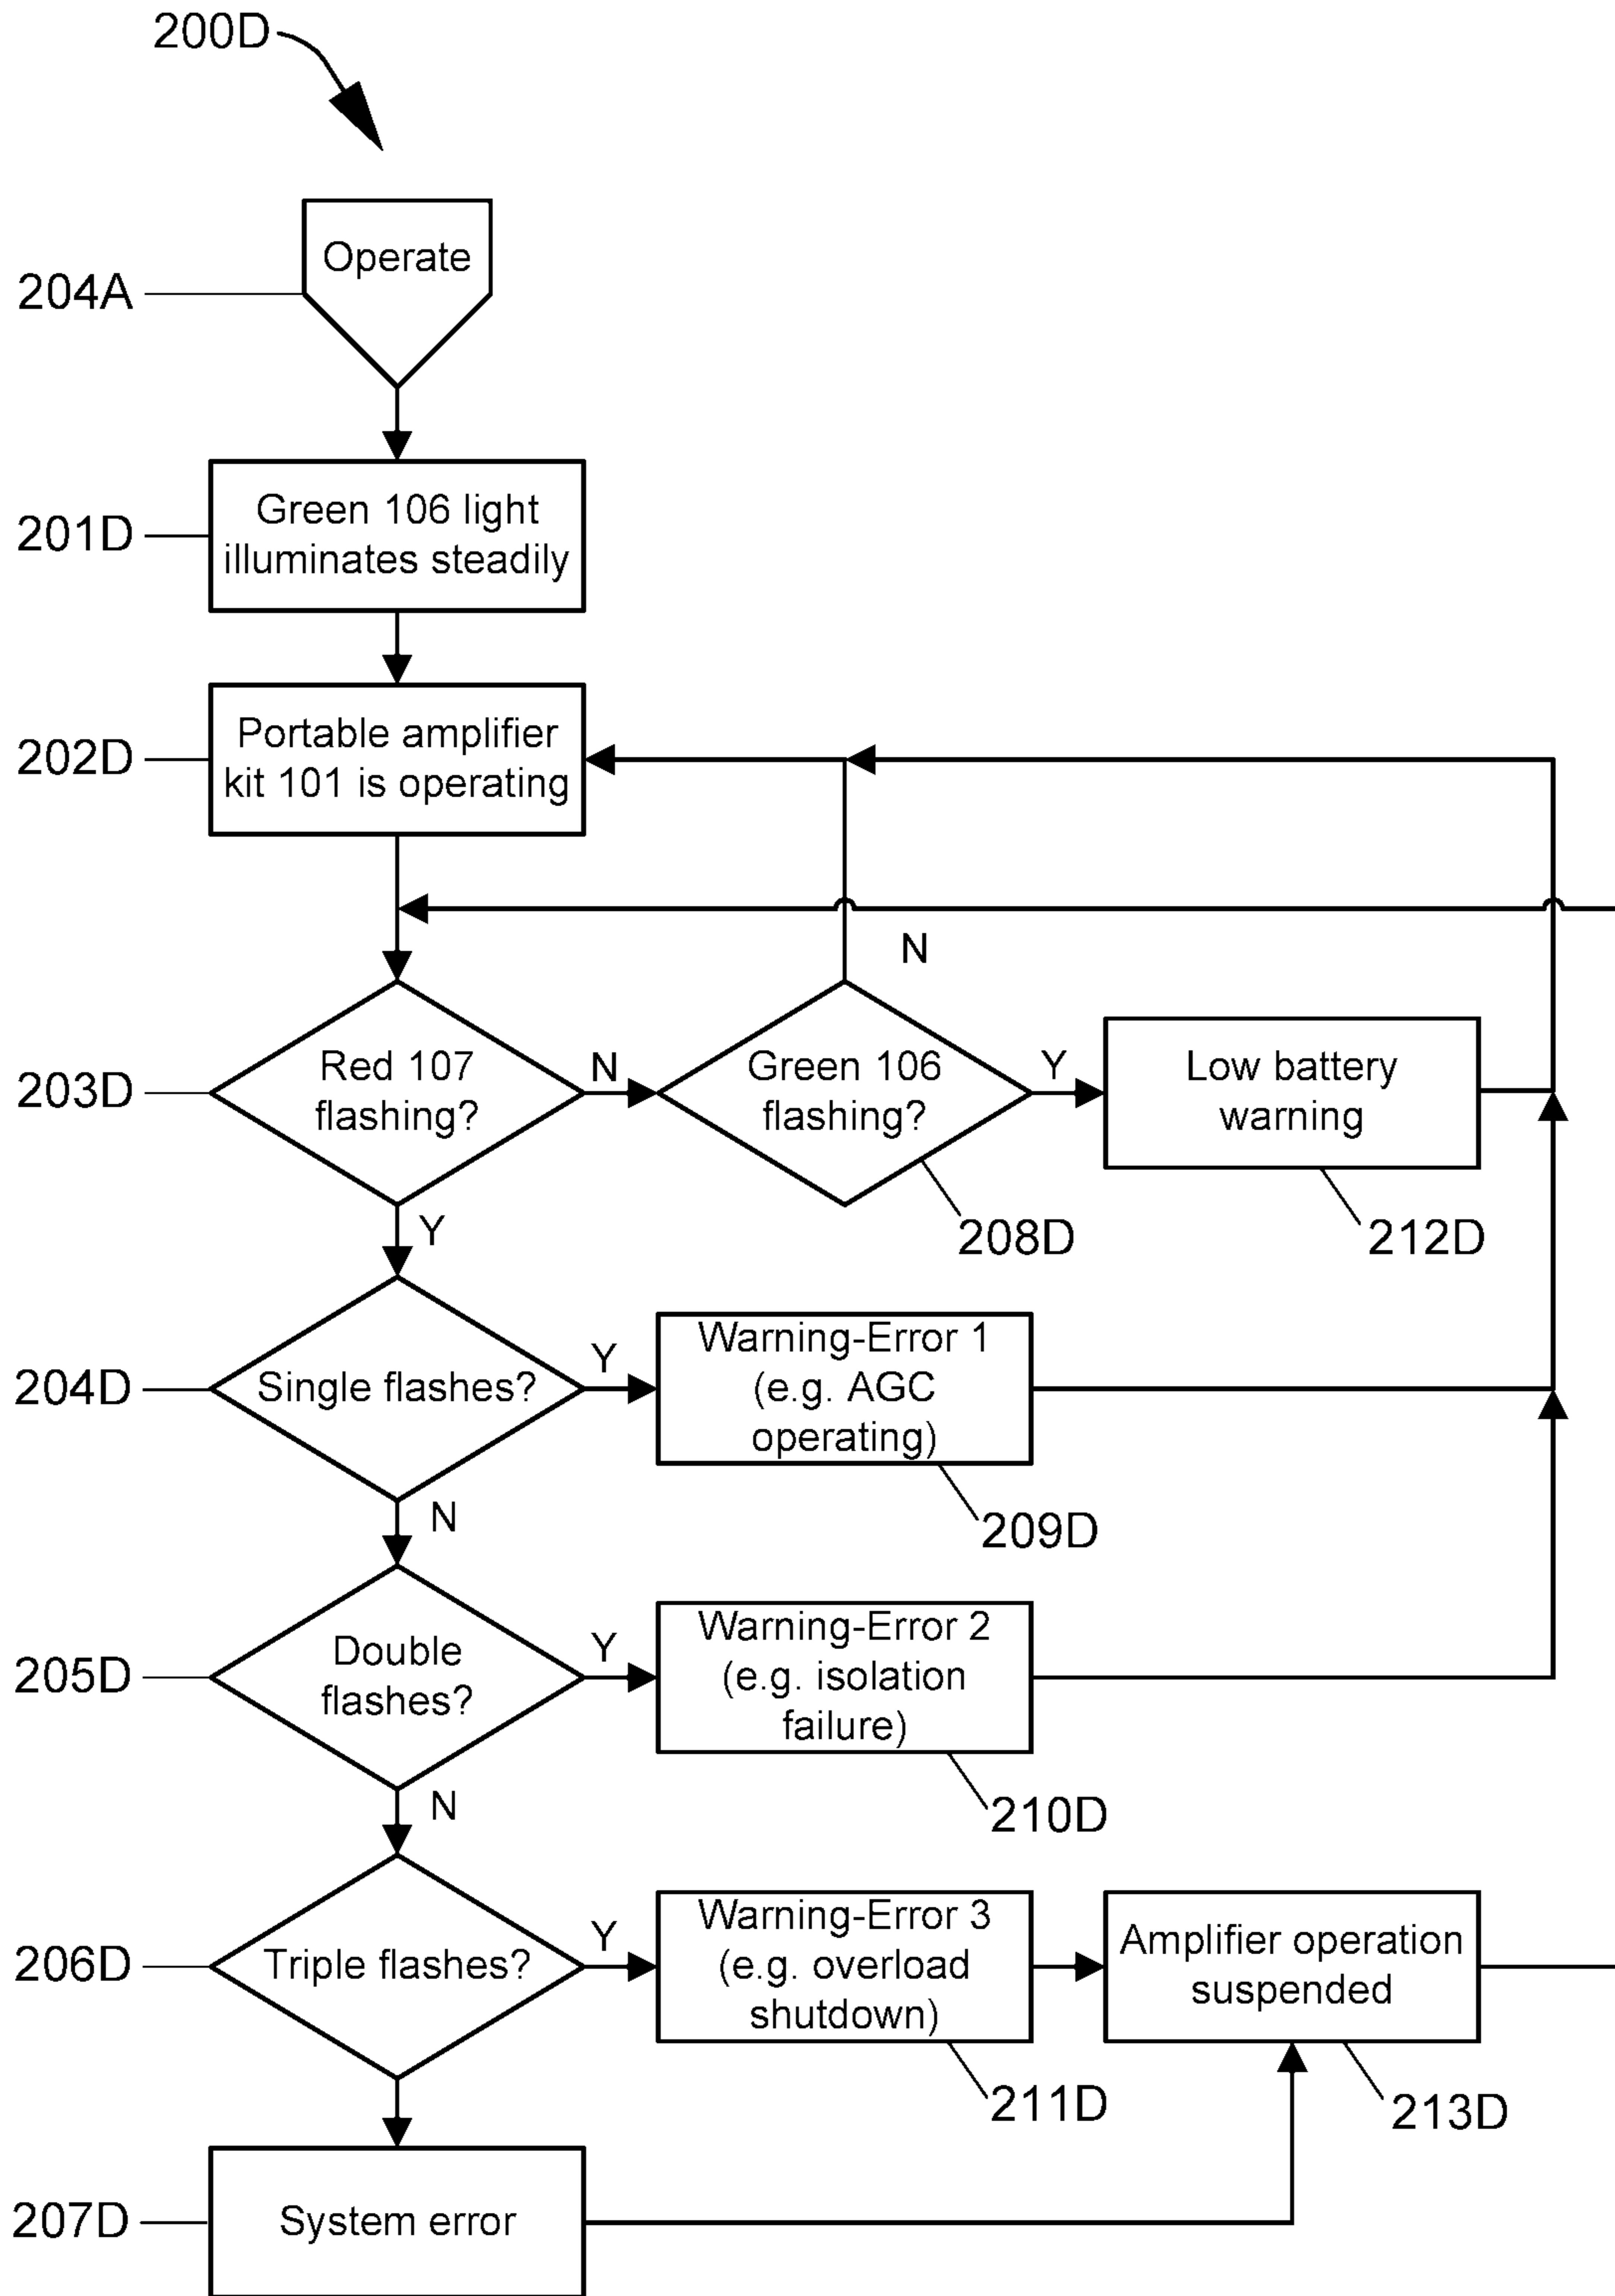 200D
Operate
204A
Green 106 light
illuminates steadily
201D
Portable amplifier
kit 101 is operating
202D
N
Red 107
flashing?
203D
N
Green 106
flashing?
208D
Y
Low battery
warning
212D
Y
Single flashes?
204D
Y
Warning-Error 1
(e.g. AGC
operating)
209D
N
Double
flashes?
205D
Y
Warning-Error 2
(e.g. isolation
failure)
210D
N
Triple flashes?
206D
Y
Warning-Error 3
(e.g. overload
shutdown)
211D
Amplifier operation
suspended
213D
System error
207D